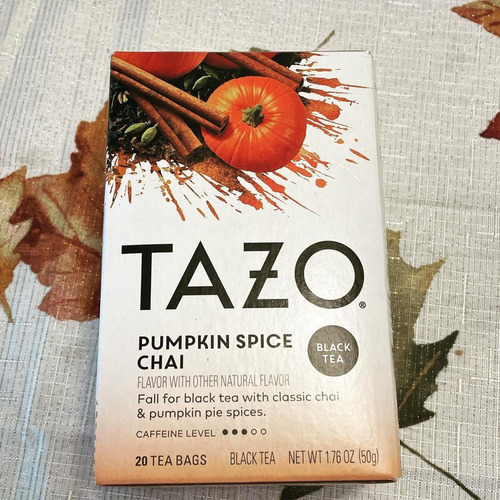 TAZO®
PUMPKIN SPICE
CHAI
BLACK
TEA
FLAVOR WITH OTHER NATURAL FLAVOR
Fall for black tea with classic chai
& pumpkin pie spices.
CAFFEINE LEVEL
20 TEA BAGS BLACK TEA NET WT 1.76 OZ (50g)